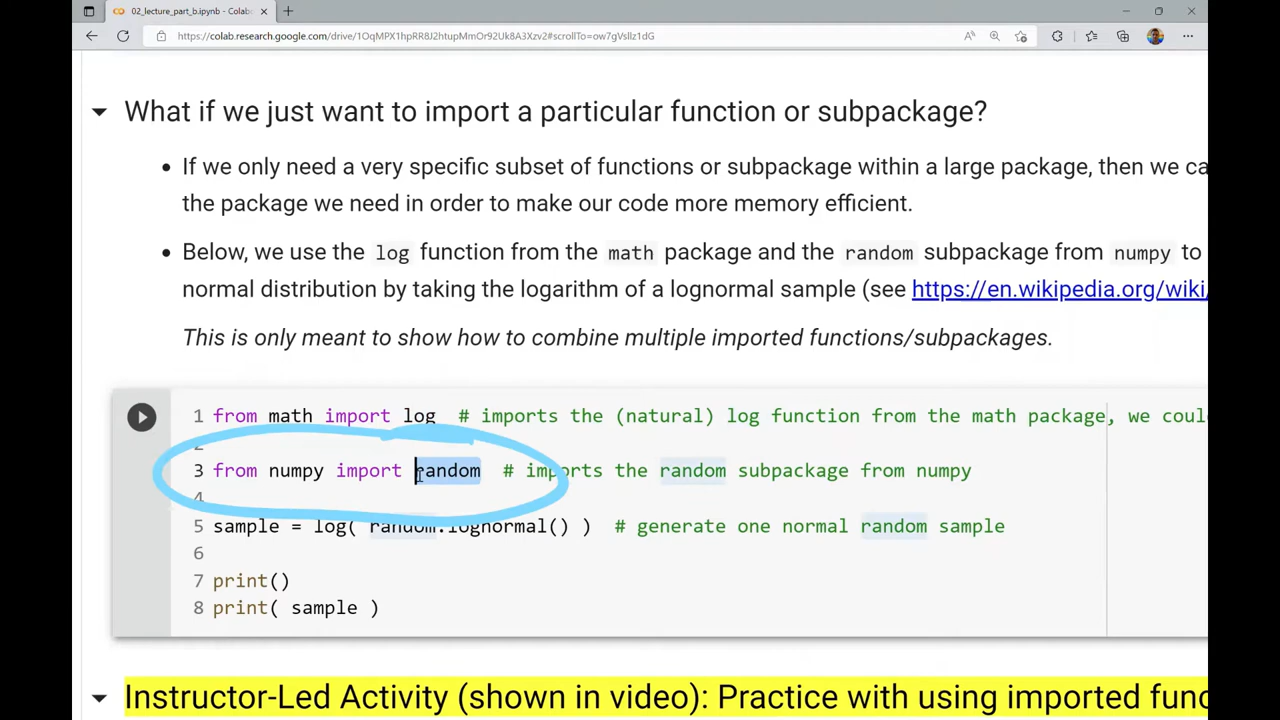 02_lecture_part_b.ipynb - Colab
https://colab.research.google.com/drive/1OqMPX1hpRR8J2htupMmOr92Uk8A3Xzv2#scrollTo=ow7gVsIlz1dG
What if we just want to import a particular function or subpackage?
• If we only need a very specific subset of functions or subpackage within a large package, then we ca
the package we need in order to make our code more memory efficient.
• Below, we use the log function from the math package and the random subpackage from numpy to
normal distribution by taking the logarithm of a lognormal sample (see https://en.wikipedia.org/wiki/
This is only meant to show how to combine multiple imported functions/subpackages.
1 from math import log # imports the (natural) log function from the math package, we coul
2
3 from numpy import random # imports the random subpackage from numpy
4
5 sample = log( random.lognormal() ) # generate one normal random sample
6
7 print()
8 print( sample )
Instructor-Led Activity (shown in video): Practice with using imported func